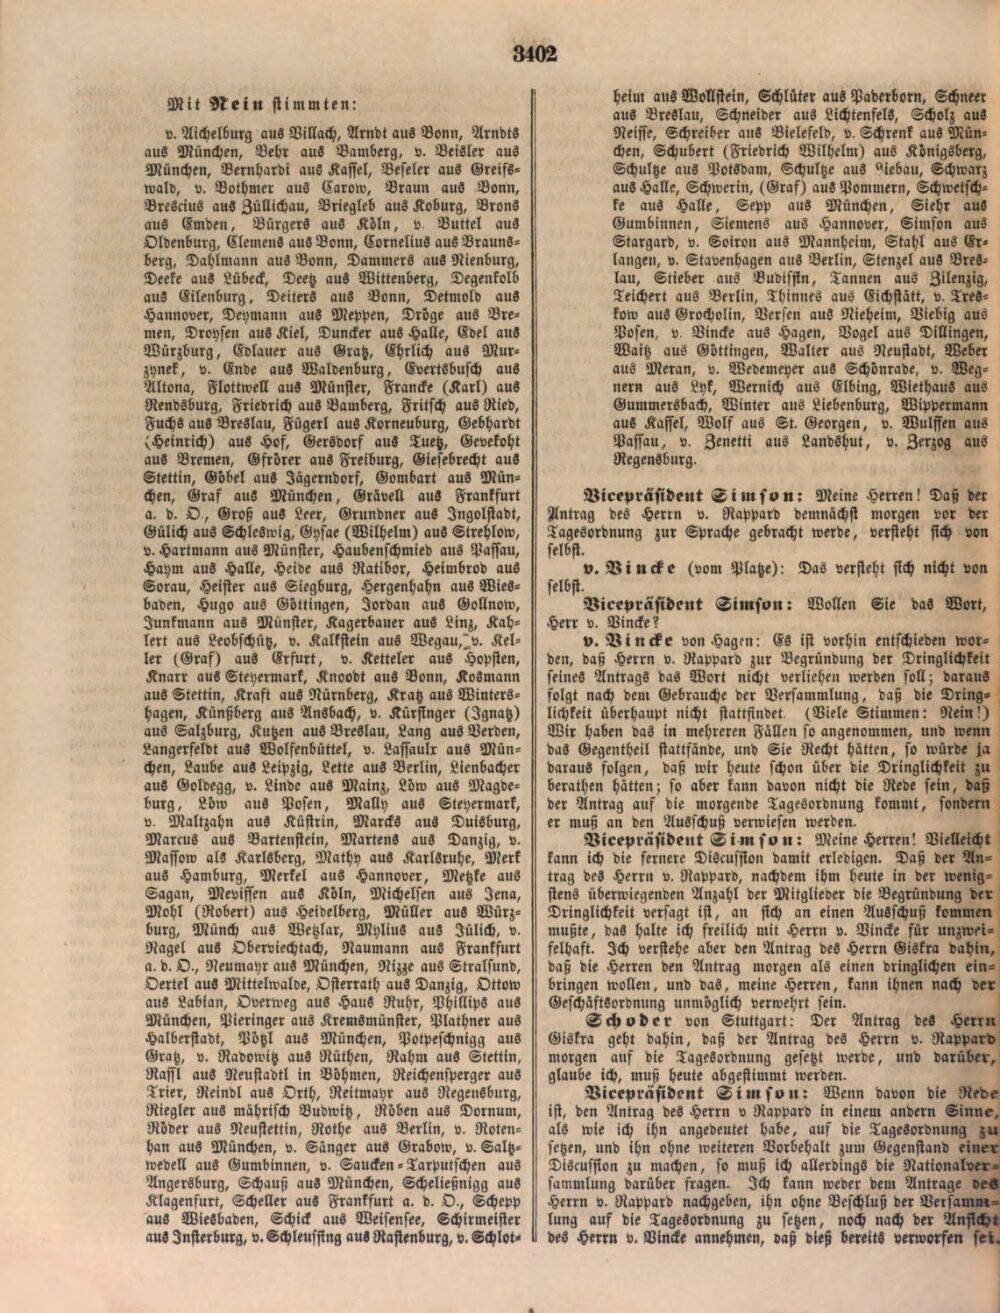 3402
Mit Nein stimmten:
v. Aichelburg aus Villach, Arndt aus Bonn, Arndts
aus München, Behr aus Bamberg, v. Beisler aus
München, Bernhardi aus Kassel, Beseler aus Greifs-
wald, v. Bothmer aus Carow, Braun aus Bonn,
Brescius aus Züllichau, Briegleb aus Koburg, Brons
aus Emden, Bürgers aus Köln, v. Buttel aus
Oldenburg, Clemens aus Bonn, Cornelius aus Brauns-
berg, Dahlmann aus Bonn, Dammers aus Nienburg,
Deeke aus Lübeck, Deetz aus Wittenberg, Degenkolb
aus Eilenburg, Deiters aus Bonn, Detmold aus
Hannover, Deymann aus Meppen, Dröge aus Bre-
men, Droysen aus Kiel, Duncker aus Halle, Edel aus
Würzburg, Edlauer aus Gratz, Ehrlich aus Mur-
zynek, v. Ende aus Waldenburg, Evertsbusch aus
Altona, Flottwell aus Münster, Francke (Karl) aus
Rendsburg, Friedrich aus Bamberg, Fritsch aus Ried,
Fuchs aus Breslau, Fügerl aus Korneuburg, Gebhardt
(Heinrich) aus Hof, Gersdorf aus Tuetz, Gevekoht
aus Bremen, Gfrörer aus Freiburg, Giesebrecht aus
Stettin, Göbel aus Jägerndorf, Gombart aus Mün-
chen, Graf aus München, Grävell aus Frankfurt
a. d. O., Groß aus Leer, Grundner aus Ingolstadt,
Gülich aus Schleswig, Gysae (Wilhelm) aus Strehlow,
v. Hartmann aus Münster, Haubenschmied aus Passau,
Haym aus Halle, Heide aus Ratibor, Heimbrod aus
Sorau, Heister aus Siegburg, Hergenhahn aus Wies-
baden, Hugo aus Göttingen, Jordan aus Gollnow,
Junkmann aus Münster, Kagerbauer aus Linz, Kah-
lert aus Leobschütz, v. Kalkstein aus Wegau, v. Kel-
ler (Graf) aus Erfurt, v. Ketteler aus Hopsten,
Knarr aus Steyermark, Knoodt aus Bonn, Kosmann
aus Stettin, Kraft aus Nürnberg, Kratz aus Winters-
hagen, Künßberg aus Ansbach, v. Kürsinger (Ignatz)
aus Salzburg, Kutzen aus Breslau, Lang aus Verden,
Langerfeldt aus Wolfenbüttel, v. Lassaulx aus Mün-
chen, Laube aus Leipzig, Lette aus Berlin, Lienbacher
aus Goldegg, v. Linde aus Mainz, Löw aus Magde-
burg, Löw aus Posen, Mally aus Steyermark,
v. Maltzahn aus Küstrin, Marcks aus Duisburg,
Marcus aus Bartenstein, Martens aus Danzig, v.
Massow als Karlsberg, Mathy aus Karlsruhe, Merk
aus Hamburg, Merkel aus Hannover, Metzke aus
Sagan, Mevissen aus Köln, Michelsen aus Jena,
Mohl (Robert) aus Heidelberg, Müller aus Würz-
burg, Münch aus Wetzlar, Mylius aus Jülich, v.
Nagel aus Oberviechtach, Naumann aus Frankfurt
a. d. O., Neumayr aus München, Nizze aus Stralsund,
Oertel aus Mittelwalde, Osterrath aus Danzig, Ottow
aus Labian, Overweg aus Haus Ruhr, Phillips aus
München, Pieringer aus Kremsmünster, Plathner aus
Halberstadt, Pötzl aus München, Potpeschnigg aus
Gratz, v. Radowitz aus Rüthen, Rahm aus Stettin,
Rassl aus Neustadtl in Böhmen, Reichensperger aus
Trier, Reindl aus Orth, Reitmayr aus Regensburg,
Riegler aus mährisch Budwitz, Röben aus Dornum,
Röder aus Neustettin, Rothe aus Berlin, v. Roten-
han aus München, v. Sänger aus Grabow, v. Saltz-
wedell aus Gumbinnen, v. Saucken-Tarputschen aus
Angersburg, Schauß aus München, Scheließnigg aus
Klagenfurt, Scheller aus Frankfurt a. d. O., Schepp
aus Wiesbaden, Schick aus Weisensee, Schirmeister
aus Insterburg, v. Schleussing aus Rastenburg, v. Schlot-
heim aus Wollstein, Schlüter aus Paderborn, Schneer
aus Breslau, Schneider aus Lichtenfels, Scholz aus
Neisse, Schreiber aus Bielefeld, v. Schrenk aus Mün-
chen, Schubert (Friedrich Wilhelm) aus Königsberg,
Schultze aus Potsdam, Schultze aus Liebau, Schwarz
aus Halle, Schwerin, (Graf) aus Pommern, Schwetsch-
ke aus Halle, Sepp aus München, Siehr aus
Gumbinnen, Siemens aus Hannover, Simson aus
Stargard, v. Soiron aus Mannheim, Stahl aus Er-
langen, v. Stavenhagen aus Berlin, Stenzel aus Bres-
lau, Stieber aus Budissin, Tannen aus Zilenzig,
Teichert aus Berlin, Thinnes aus Eichstätt, v. Tres-
kow aus Grocholin, Versen aus Nieheim, Viebig aus
Posen, v. Vincke aus Hagen, Vogel aus Dillingen,
Waitz aus Göttingen, Walter aus Neustadt, Weber
aus Meran, v. Wedemeyer aus Schönrade, v. Weg-
nern aus Lyk, Wernich aus Elbing, Wiethaus aus
Gummersbach, Winter aus Liebenburg, Wippermann
aus Kassel, Wolf aus St. Georgen, v. Wulffen aus
Passau, v. Zenetti aus Landshut, v. Zerzog aus
Regensburg.
Vicepräsident Simson: Meine Herren! Daß der
Antrag des Herrn v. Rappard demnächst morgen vor der
Tagesordnung zur Sprache gebracht werde, versteht sich von
selbst.
v. Vincke (vom Platze): Das versteht sich nicht von
selbst.
Vicepräsident Simson: Wollen Sie das Wort,
Herr v. Vincke?
v. Vincke von Hagen: Es ist vorhin entschieden wor-
den, daß Herrn v. Rappard zur Begründung der Dringlichkeit
seines Antrags das Wort nicht verliehen werden soll; daraus
folgt nach dem Gebrauche der Versammlung, daß die Dring-
lichkeit überhaupt nicht stattfindet. (Viele Stimmen: Nein!)
Wir haben das in mehreren Fällen so angenommen, und wenn
das Gegentheil stattfände, und Sie Recht hätten, so würde ja
daraus folgen, daß wir heute schon über die Dringlichkeit zu
berathen hätten; so aber kann davon nicht die Rede sein, daß
der Antrag auf die morgende Tagesordnung kommt, sondern
er muß an den Ausschuß verwiesen werden.
Vicepräsident Simson: Meine Herren! Vielleicht
kann ich die fernere Discussion damit erledigen. Daß der An-
trag des Herrn v. Rappard, nachdem ihm heute in der wenig-
stens überwiegenden Anzahl der Mitglieder die Begründung der
Dringlichkeit versagt ist, an sich an einen Ausschuß kommen
mußte, das halte ich freilich mit Herrn v. Vincke für unzwei-
felhaft. Ich verstehe aber den Antrag des Herrn Giskra dahin,
daß die Herren den Antrag morgen als einen dringlichen ein-
bringen wollen, und das, meine Herren, kann ihnen nach der
Geschäftsordnung unmöglich verwehrt sein.
Schoder von Stuttgart: Der Antrag des Herrn
Giskra geht dahin, daß der Antrag des Herrn v. Rappard
morgen auf die Tagesordnung gesetzt werde, und darüber,
glaube ich, muß heute abgestimmt werden.
Vicepräsident Simson: Wenn davon die Rede
ist, den Antrag des Herrn v Rappard in einem andern Sinne,
als wie ich ihn angedeutet habe, auf die Tagesordnung zu
setzen, und ihn ohne weiteren Vorbehalt zum Gegenstand einer
Discussion zu machen, so muß ich allerdings die Nationalver-
sammlung darüber fragen. Ich kann weder dem Antrage des
Herrn v. Rappard nachgeben, ihn ohne Beschluß der Versamm-
lung auf die Tagesordnung zu setzen, noch nach der Ansicht
des Herrn v. Vincke annehmen, daß dieß bereits verworfen sei.